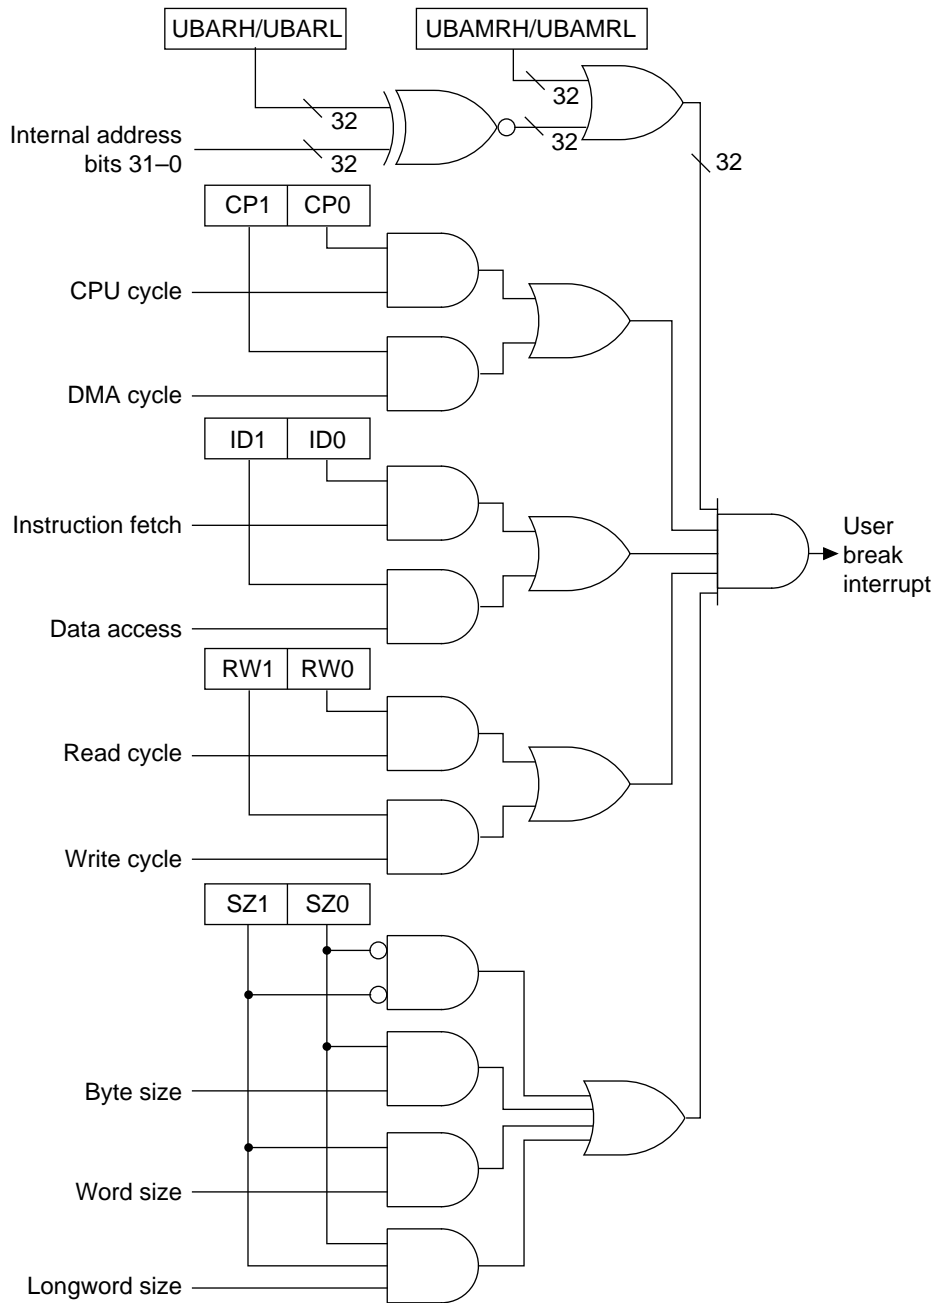 UBARH/UBARL
UBAMRH/UBAMRL
32
32
Internal address
bits 31–0
32
32
32
CP1 CP0
CPU cycle
DMA cycle
ID1 ID0
Instruction fetch
Data access
User
break
interrupt
RW1 RW0
Read cycle
Write cycle
SZ1 SZ0
Byte size
Word size
Longword size